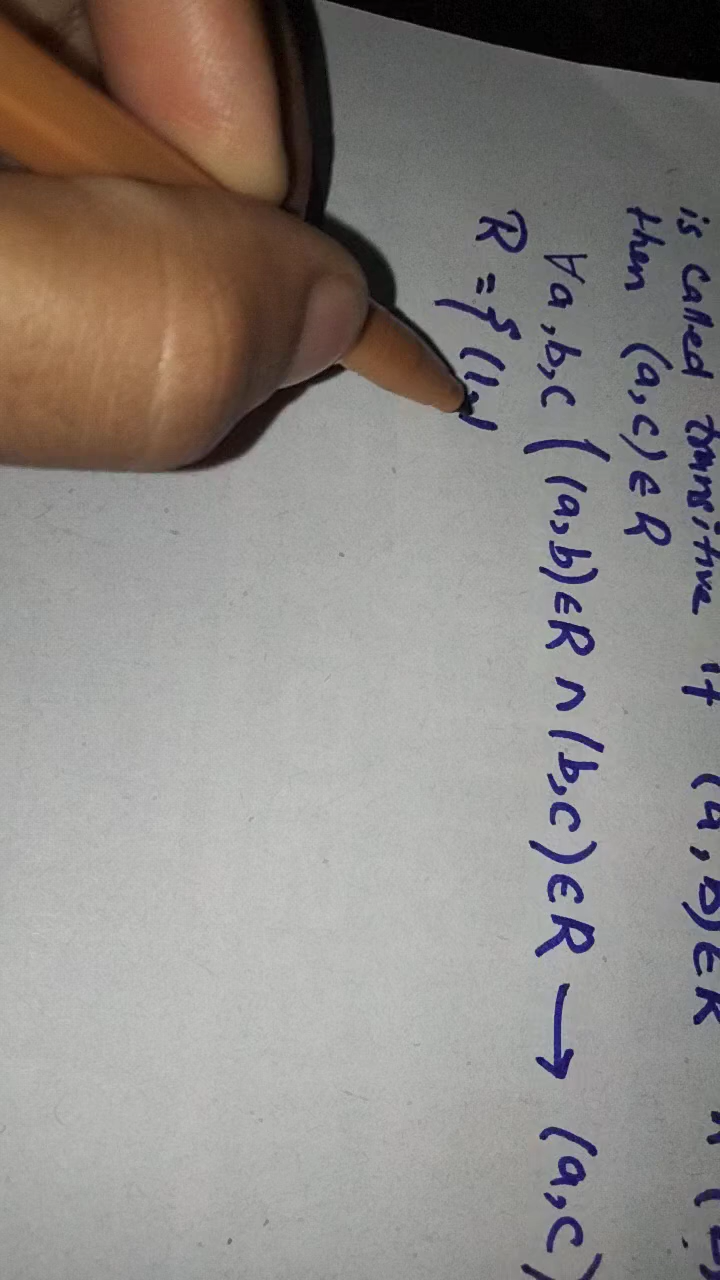 is called transitive if (a,b)∈R
then (a,c)∈R
∀a,b,c ( (a,b)∈R ∧ (b,c)∈R → (a,c)
R = { (1,